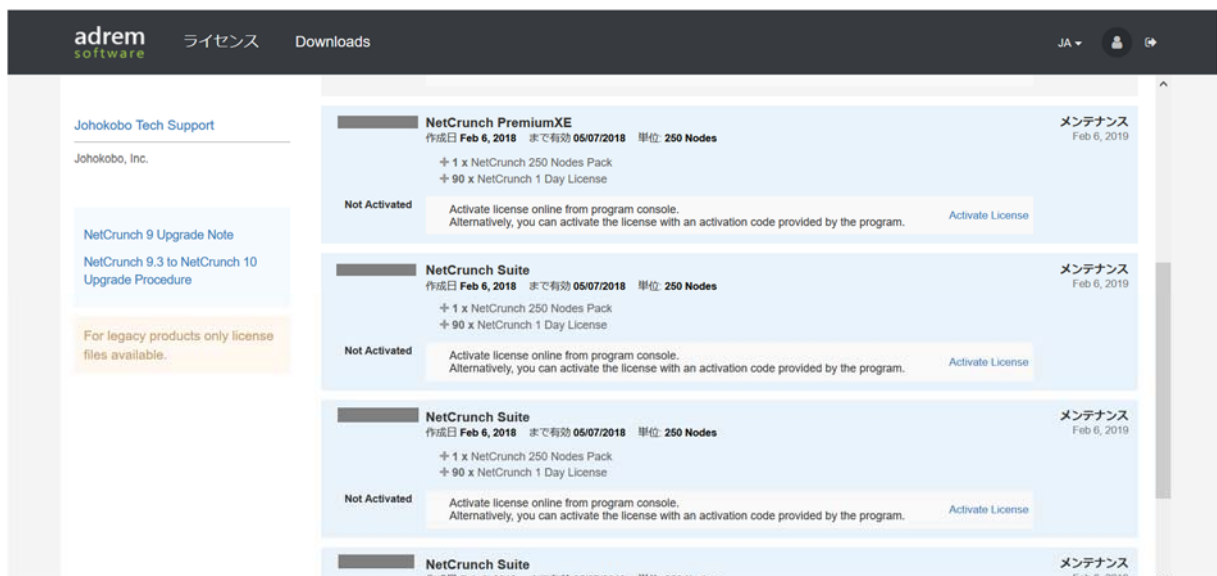 adrem
software
ライセンス
Downloads
JA
Johokobo Tech Support
Johokobo, Inc.
NetCrunch 9 Upgrade Note
NetCrunch 9.3 to NetCrunch 10
Upgrade Procedure
For legacy products only license
files available.
NetCrunch PremiumXE
作成日 Feb 6, 2018 まで有効 05/07/2018 単位: 250 Nodes
1 x NetCrunch 250 Nodes Pack
90 x NetCrunch 1 Day License
メンテナンス
Feb 6, 2019
Not Activated
Activate license online from program console.
Alternatively, you can activate the license with an activation code provided by the program.
Activate License
NetCrunch Suite
作成日 Feb 6, 2018 まで有効 05/07/2018 単位: 250 Nodes
1 x NetCrunch 250 Nodes Pack
90 x NetCrunch 1 Day License
メンテナンス
Feb 6, 2019
Not Activated
Activate license online from program console.
Alternatively, you can activate the license with an activation code provided by the program.
Activate License
NetCrunch Suite
作成日 Feb 6, 2018 まで有効 05/07/2018 単位: 250 Nodes
1 x NetCrunch 250 Nodes Pack
90 x NetCrunch 1 Day License
メンテナンス
Feb 6, 2019
Not Activated
Activate license online from program console.
Alternatively, you can activate the license with an activation code provided by the program.
Activate License
NetCrunch Suite
メンテナンス